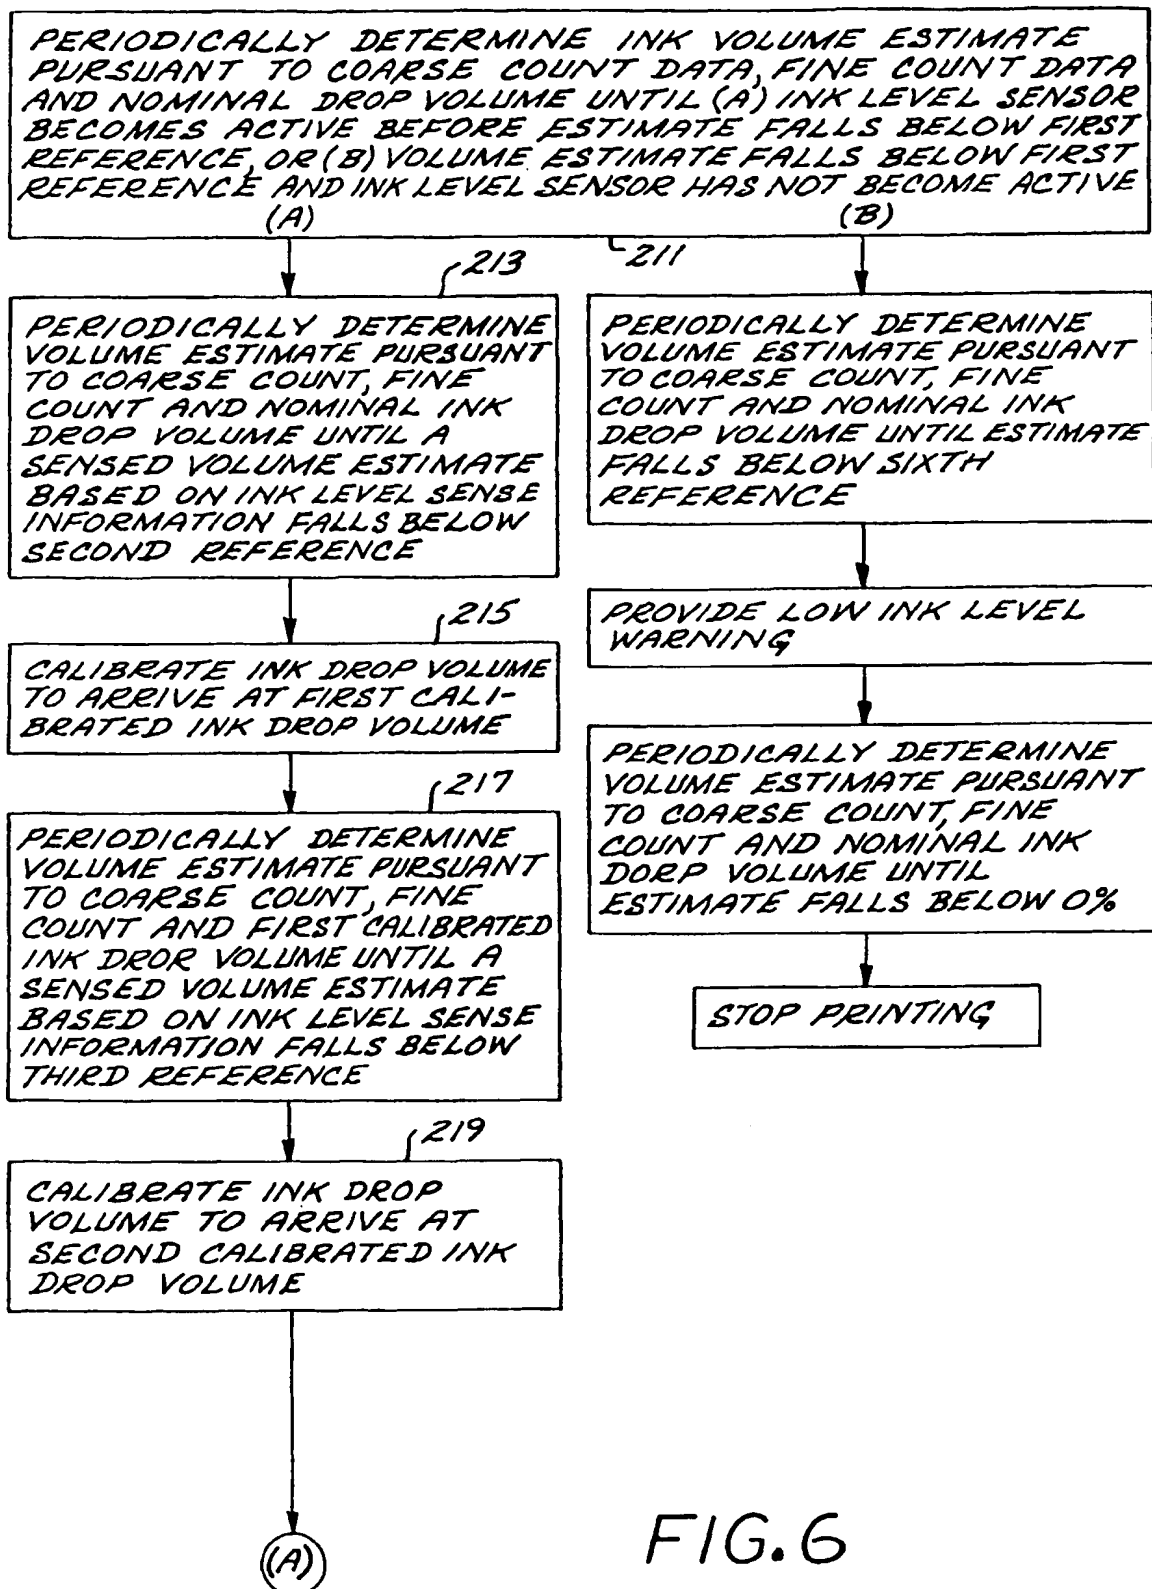 PERIODICALLY DETERMINE INK VOLUME ESTIMATE
PURSUANT TO COARSE COUNT DATA, FINE COUNT DATA
AND NOMINAL DROP VOLUME UNTIL (A) INK LEVEL SENSOR
BECOMES ACTIVE BEFORE ESTIMATE FALLS BELOW FIRST
REFERENCE, OR (B) VOLUME ESTIMATE FALLS BELOW FIRST
REFERENCE AND INK LEVEL SENSOR HAS NOT BECOME ACTIVE
(A)
(B)
211
213
PERIODICALLY DETERMINE
VOLUME ESTIMATE PURSUANT
TO COARSE COUNT, FINE
COUNT AND NOMINAL INK
DROP VOLUME UNTIL A
SENSED VOLUME ESTIMATE
BASED ON INK LEVEL SENSE
INFORMATION FALLS BELOW
SECOND REFERENCE
215
CALIBRATE INK DROP VOLUME
TO ARRIVE AT FIRST CALI-
BRATED INK DROP VOLUME
217
PERIODICALLY DETERMINE
VOLUME ESTIMATE PURSUANT
TO COARSE COUNT, FINE
COUNT AND FIRST CALIBRATED
INK DROR VOLUME UNTIL A
SENSED VOLUME ESTIMATE
BASED ON INK LEVEL SENSE
INFORMATION FALLS BELOW
THIRD REFERENCE
219
CALIBRATE INK DROP
VOLUME TO ARRIVE AT
SECOND CALIBRATED INK
DROP VOLUME
(A)
PERIODICALLY DETERMINE
VOLUME ESTIMATE PURSUANT
TO COARSE COUNT, FINE
COUNT AND NOMINAL INK
DROP VOLUME UNTIL ESTIMATE
FALLS BELOW SIXTH
REFERENCE
PROVIDE LOW INK LEVEL
WARNING
PERIODICALLY DETERMINE
VOLUME ESTIMATE PURSUANT
TO COARSE COUNT, FINE
COUNT AND NOMINAL INK
DORP VOLUME UNTIL
ESTIMATE FALLS BELOW 0%
STOP PRINTING
FIG. 6